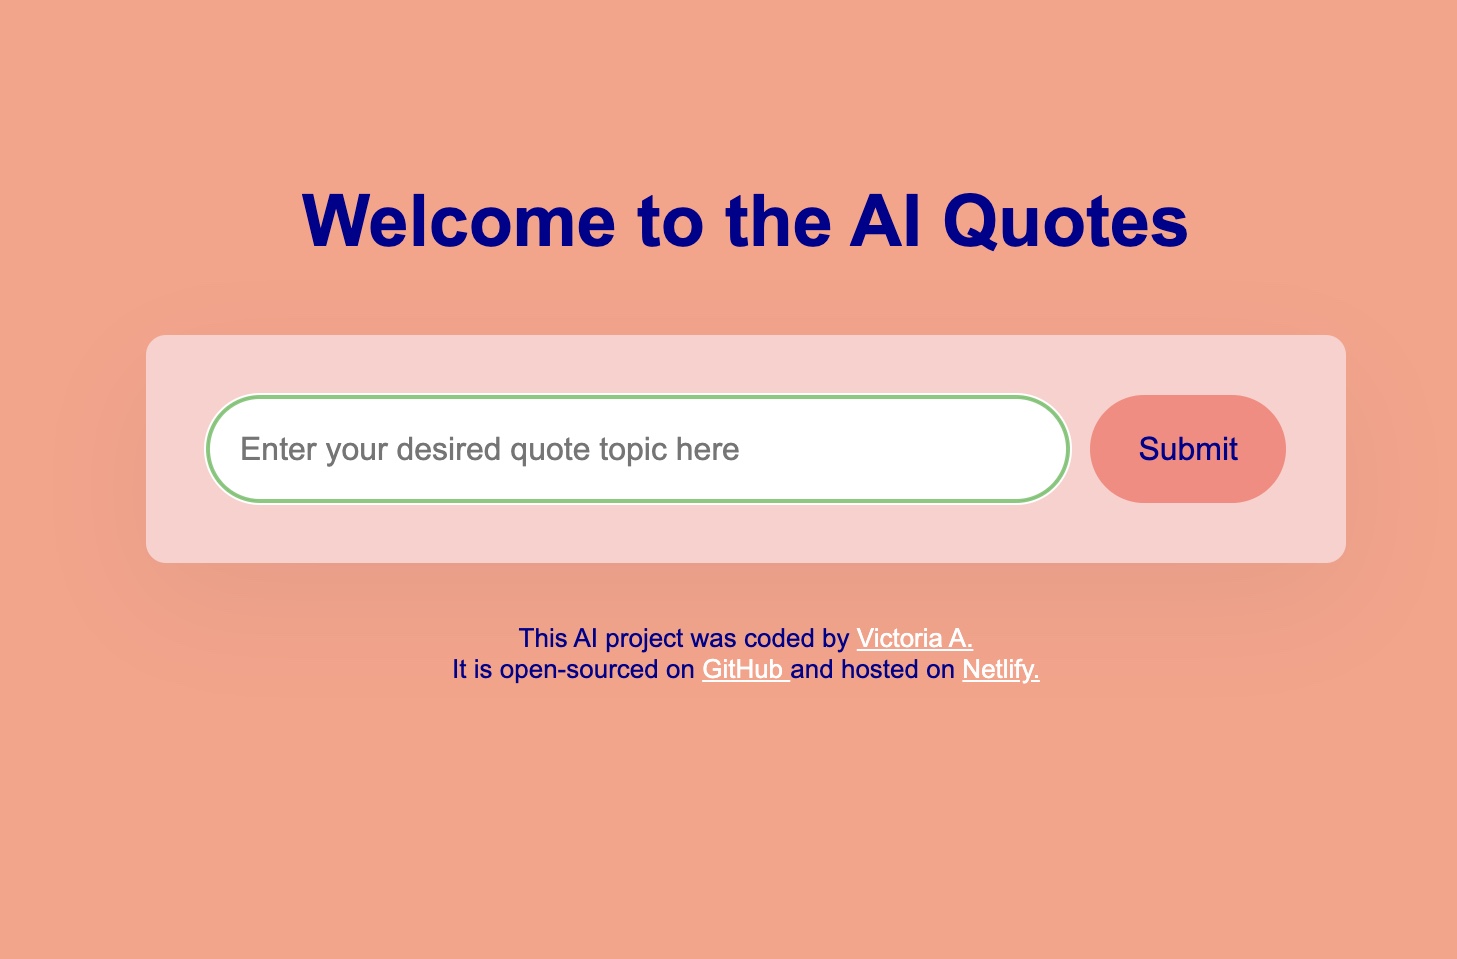 Welcome to the AI Quotes
Enter your desired quote topic here
Submit
This AI project was coded by Victoria A.
It is open-sourced on GitHub and hosted on Netlify.